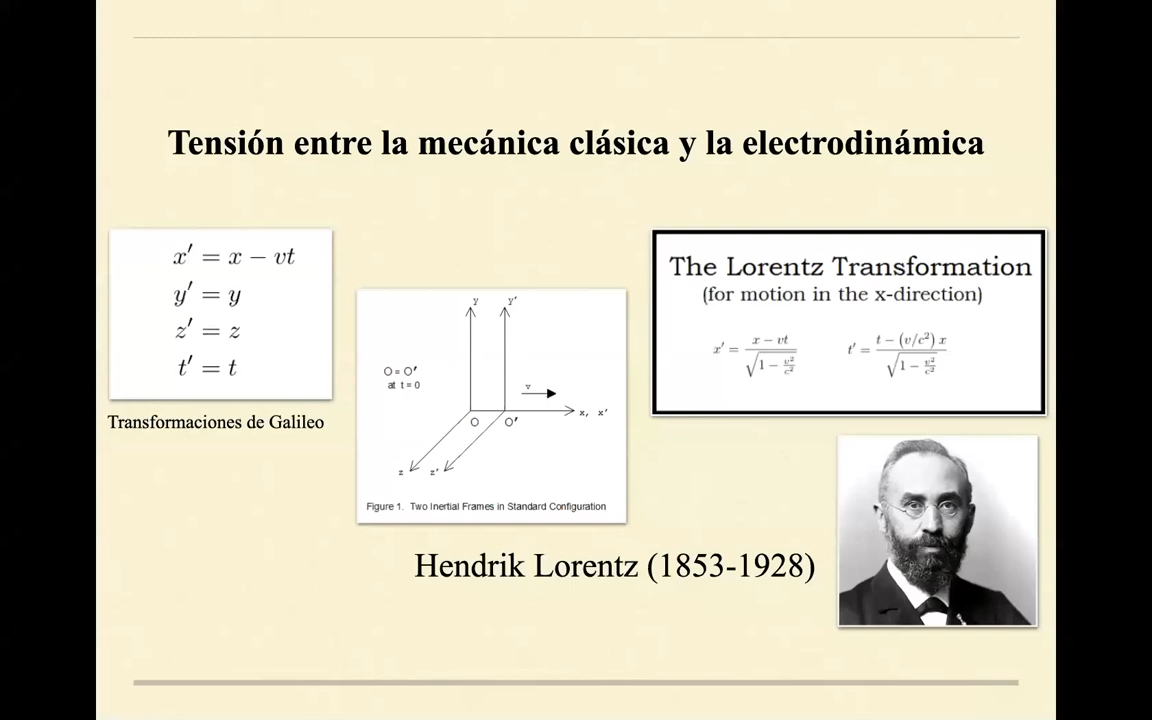 Tensión entre la mecánica clásica y la electrodinámica
x′ = x − vt
y′ = y
z′ = z
t′ = t
Transformaciones de Galileo
y y′
O = O′
at t = 0
v
x, x′
O O′
z z′
Figure 1. Two Inertial Frames in Standard Configuration
The Lorentz Transformation
(for motion in the x-direction)
x′ = (x − vt) / √(1 − v²/c²) t′ = (t − (v/c²) x) / √(1 − v²/c²)
Hendrik Lorentz (1853-1928)